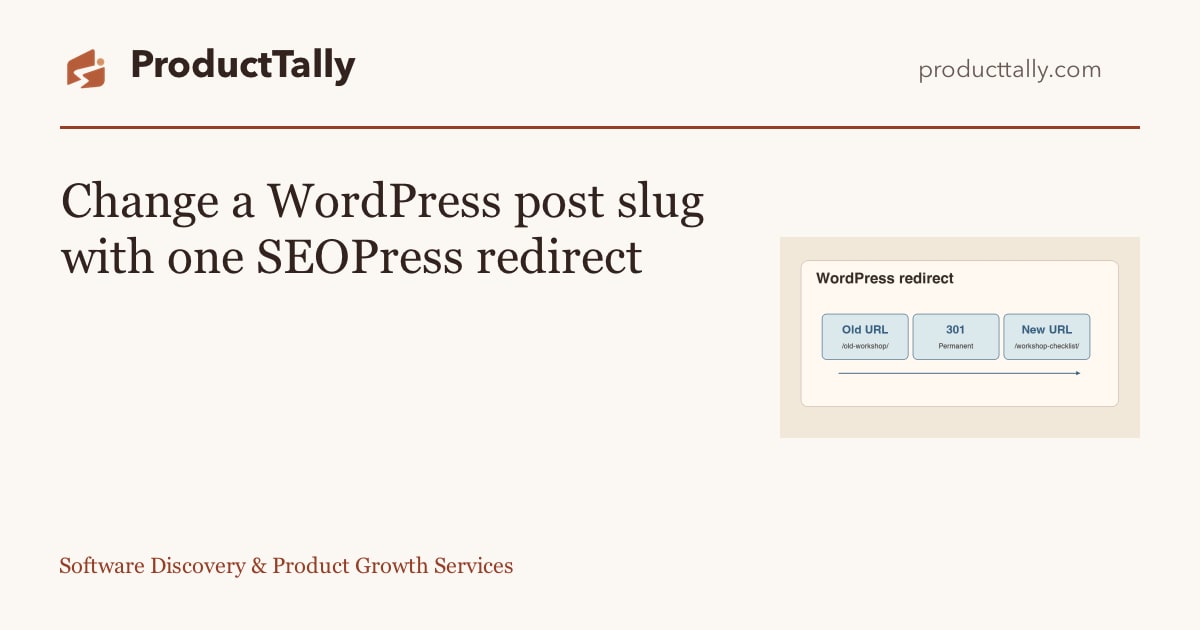 ProductTally
producttally.com
Change a WordPress post slug
with one SEOPress redirect
WordPress redirect
Old URL
/old-workshop/
301
Permanent
New URL
/workshop-checklist/
Software Discovery & Product Growth Services